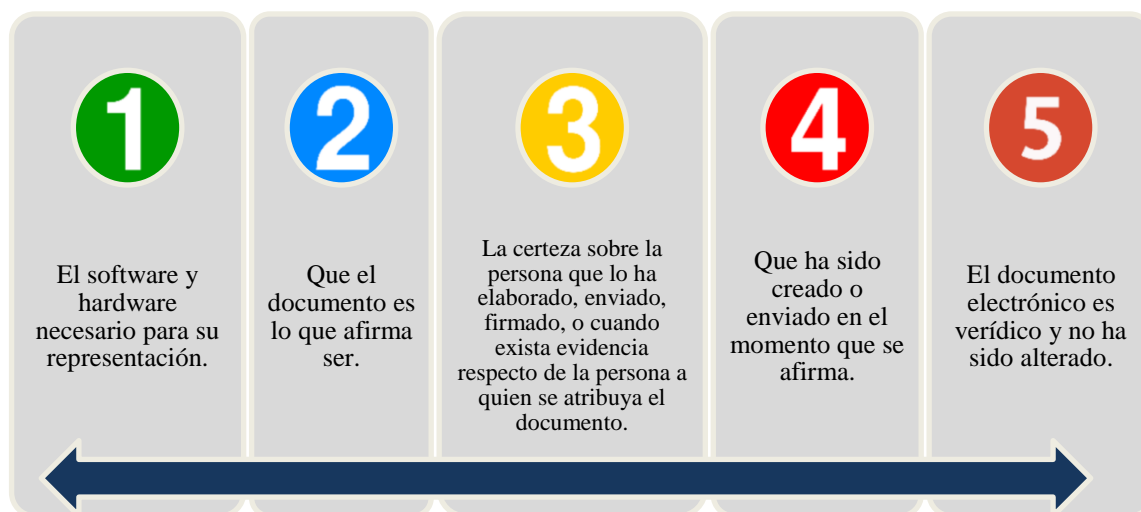 1
El software y
hardware
necesario para su
representación.
2
Que el
documento es
lo que afirma
ser.
3
La certeza sobre la
persona que lo ha
elaborado, enviado,
firmado, o cuando
exista evidencia
respecto de la persona a
quien se atribuya el
documento.
4
Que ha sido
creado o
enviado en el
momento que se
afirma.
5
El documento
electrónico es
verídico y no ha
sido alterado.